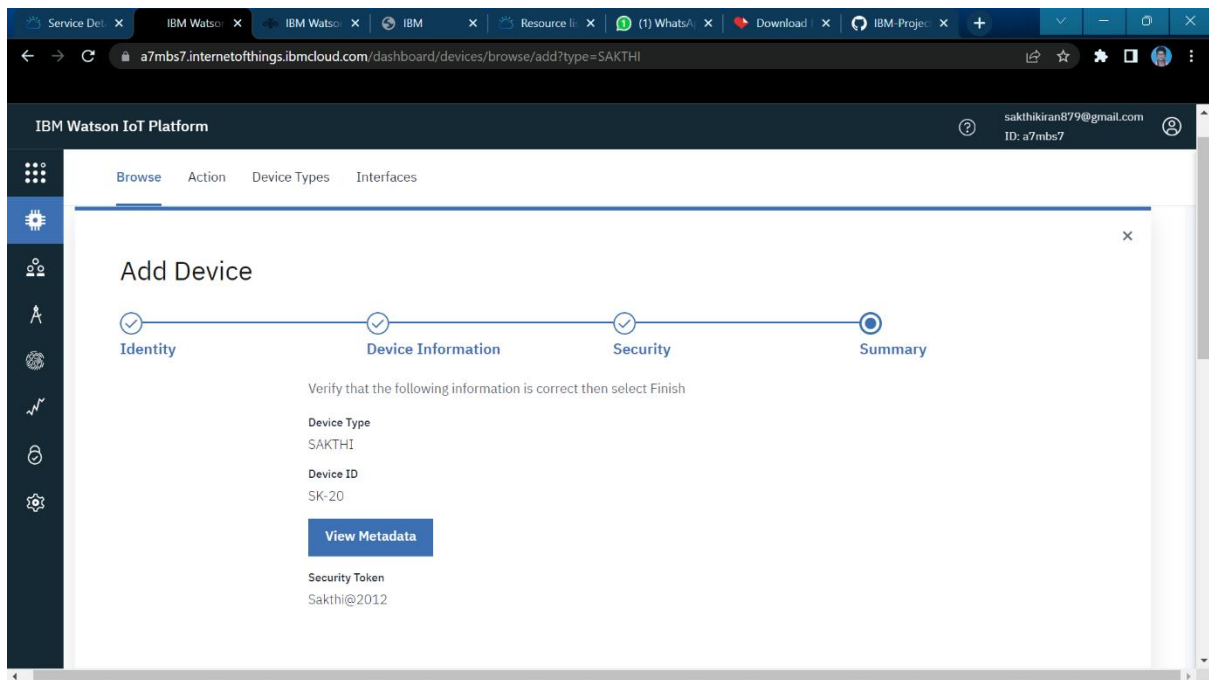 Service Det
IBM Watson
IBM Watso
IBM
Resource lis
(1) WhatsA
Download
IBM-Projec
a7mbs7.internetofthings.ibmcloud.com/dashboard/devices/browse/add?type=SAKTHI
IBM Watson IoT Platform
sakthikiran879@gmail.com
ID: a7mbs7
Browse Action Device Types Interfaces
Add Device
Identity Device Information Security Summary
Verify that the following information is correct then select Finish
Device Type
SAKTHI
Device ID
SK-20
View Metadata
Security Token
Sakthi@2012